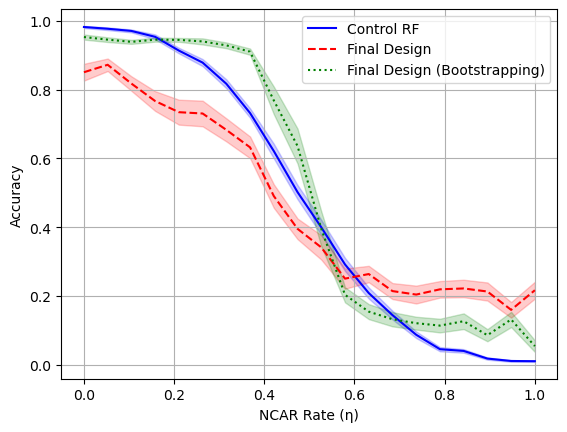 Control RF
Final Design
Final Design (Bootstrapping)
1.0
0.8
0.6
0.4
0.2
0.0
Accuracy
0.0 0.2 0.4 0.6 0.8 1.0
NCAR Rate (η)